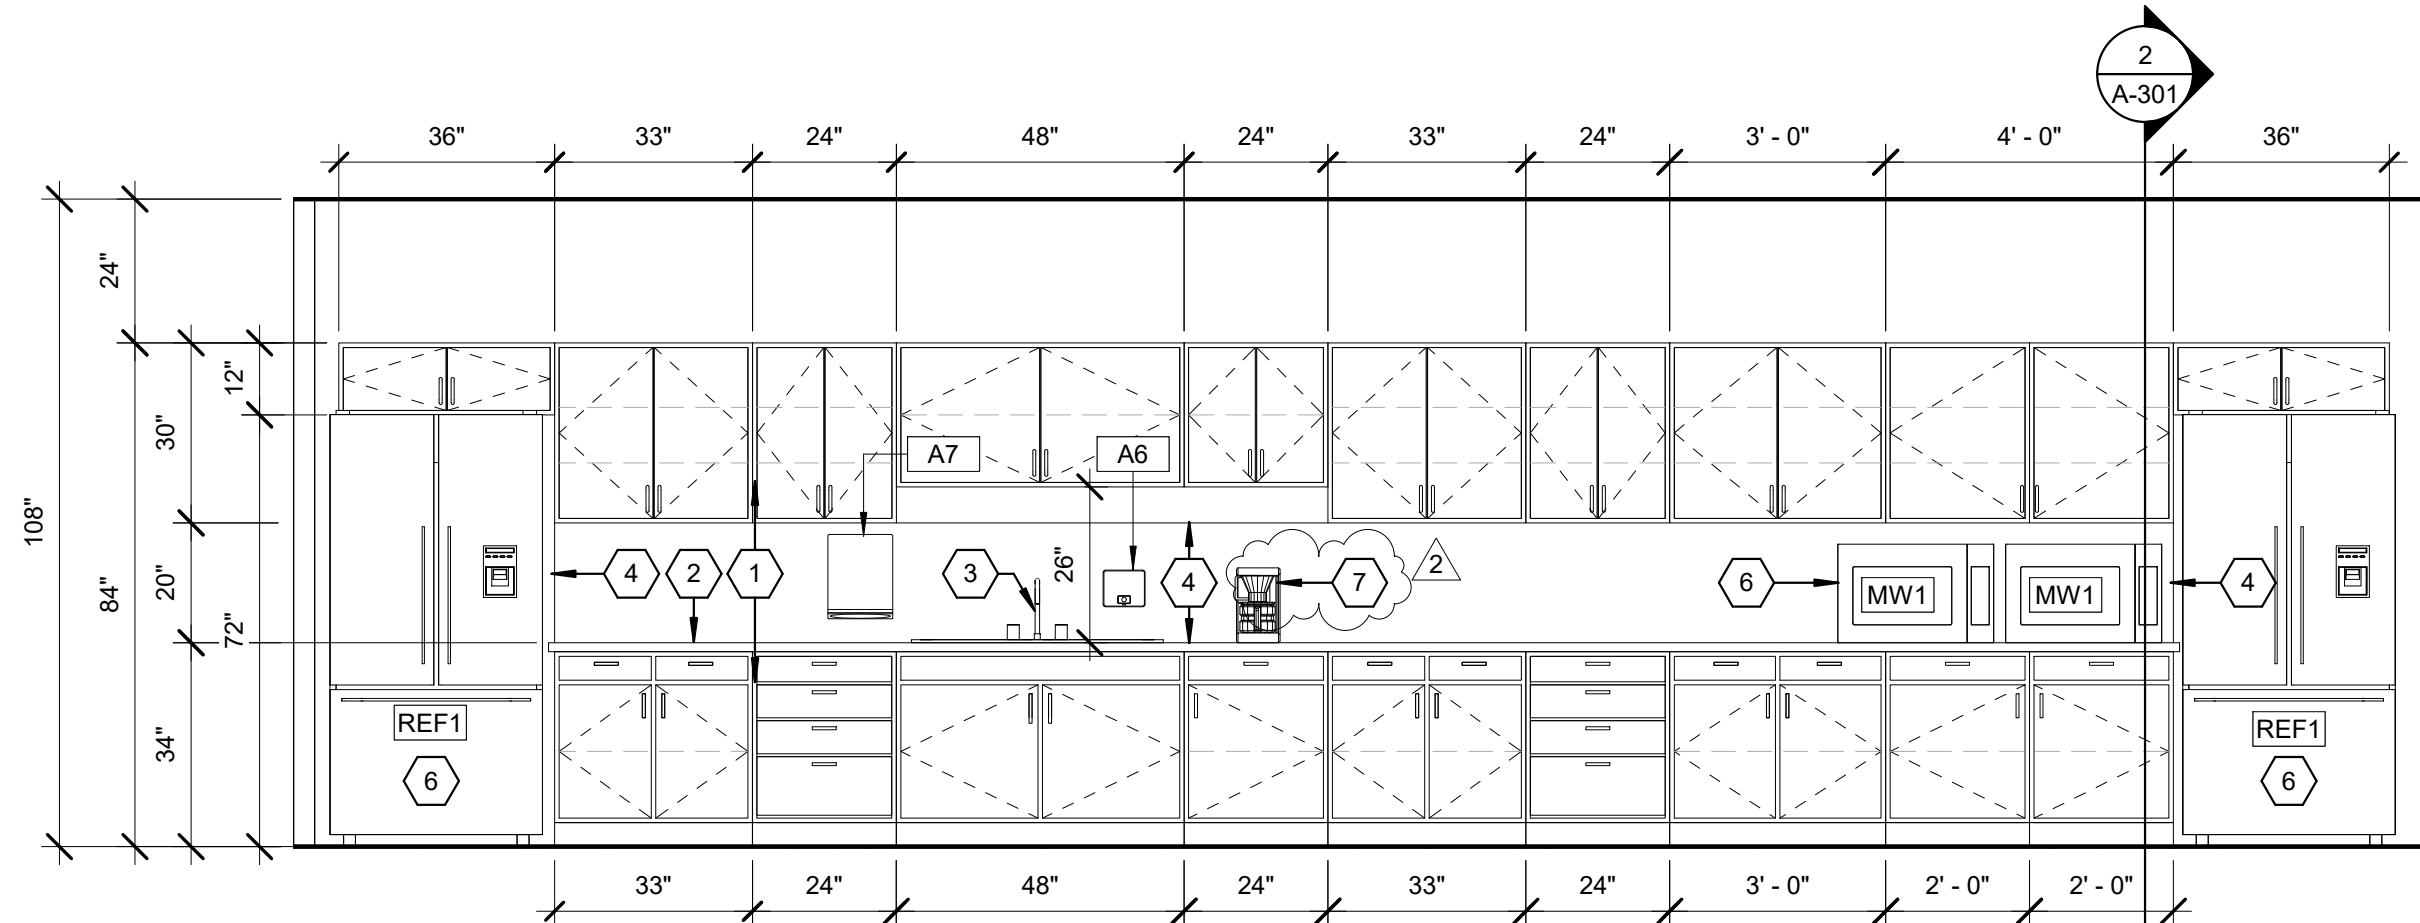 2
A-301
36" 33" 24" 48" 24" 33" 24" 3' - 0" 4' - 0" 36"
24"
12"
30"
A7 A6
108"
84"
20"
72"
4 2 1 3 26" 4 7 2 6 MW1 MW1 4
34"
REF1 REF1
6 6
33" 24" 48" 24" 33" 24" 3' - 0" 2' - 0" 2' - 0"